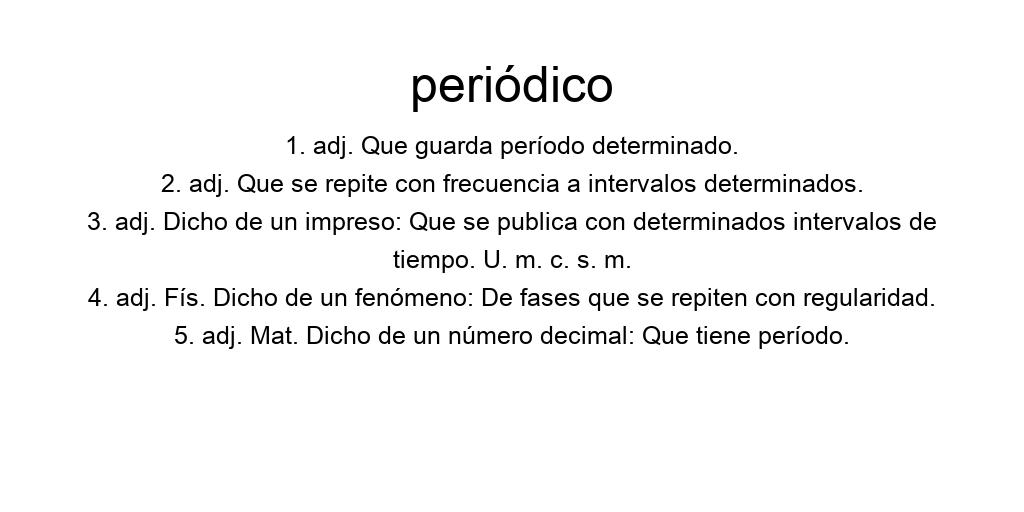 periódico
1. adj. Que guarda período determinado.
2. adj. Que se repite con frecuencia a intervalos determinados.
3. adj. Dicho de un impreso: Que se publica con determinados intervalos de
tiempo. U. m. c. s. m.
4. adj. Fís. Dicho de un fenómeno: De fases que se repiten con regularidad.
5. adj. Mat. Dicho de un número decimal: Que tiene período.